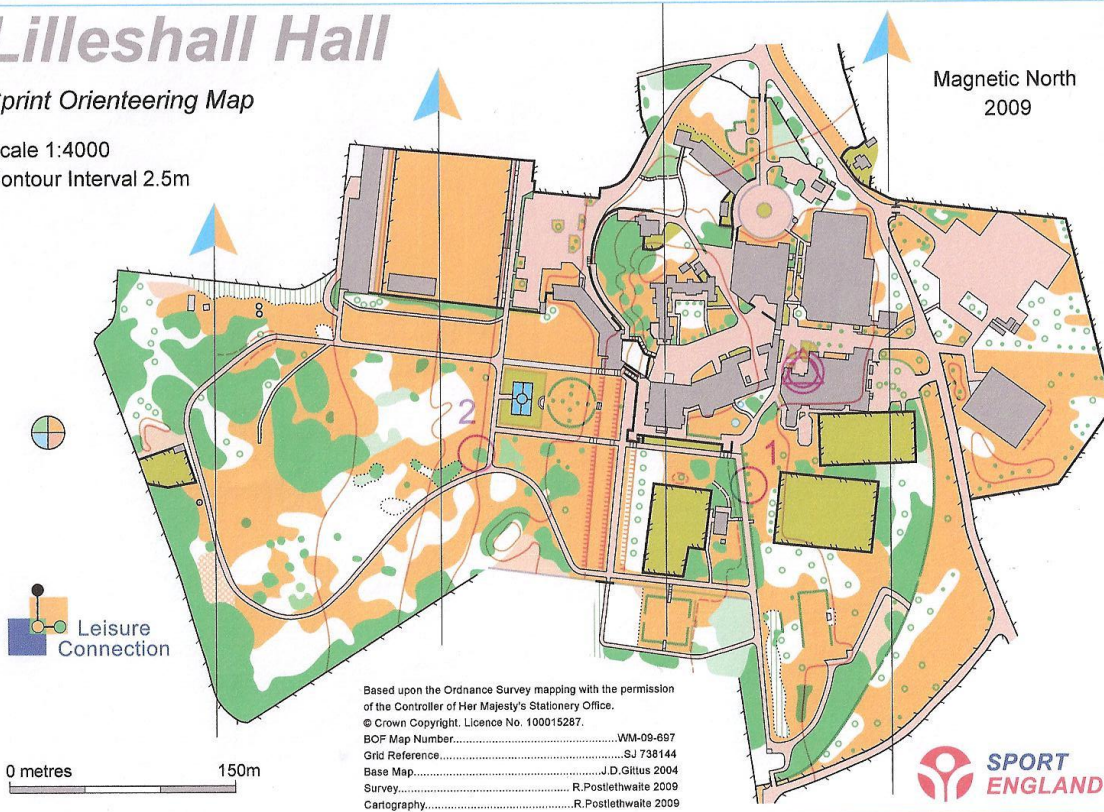 Lilleshall Hall
Sprint Orienteering Map
Scale 1:4000
Contour Interval 2.5m
Magnetic North
2009
2
1
Leisure
Connection
0 metres 150m
Based upon the Ordnance Survey mapping with the permission
of the Controller of Her Majesty's Stationery Office.
© Crown Copyright. Licence No. 100015287.
BOF Map Number..............................WM-09-697
Grid Reference................................SJ 738144
Base Map................................J.D.Gittus 2004
Survey................................R.Postlethwaite 2009
Cartography..........................R.Postlethwaite 2009
SPORT
ENGLAND